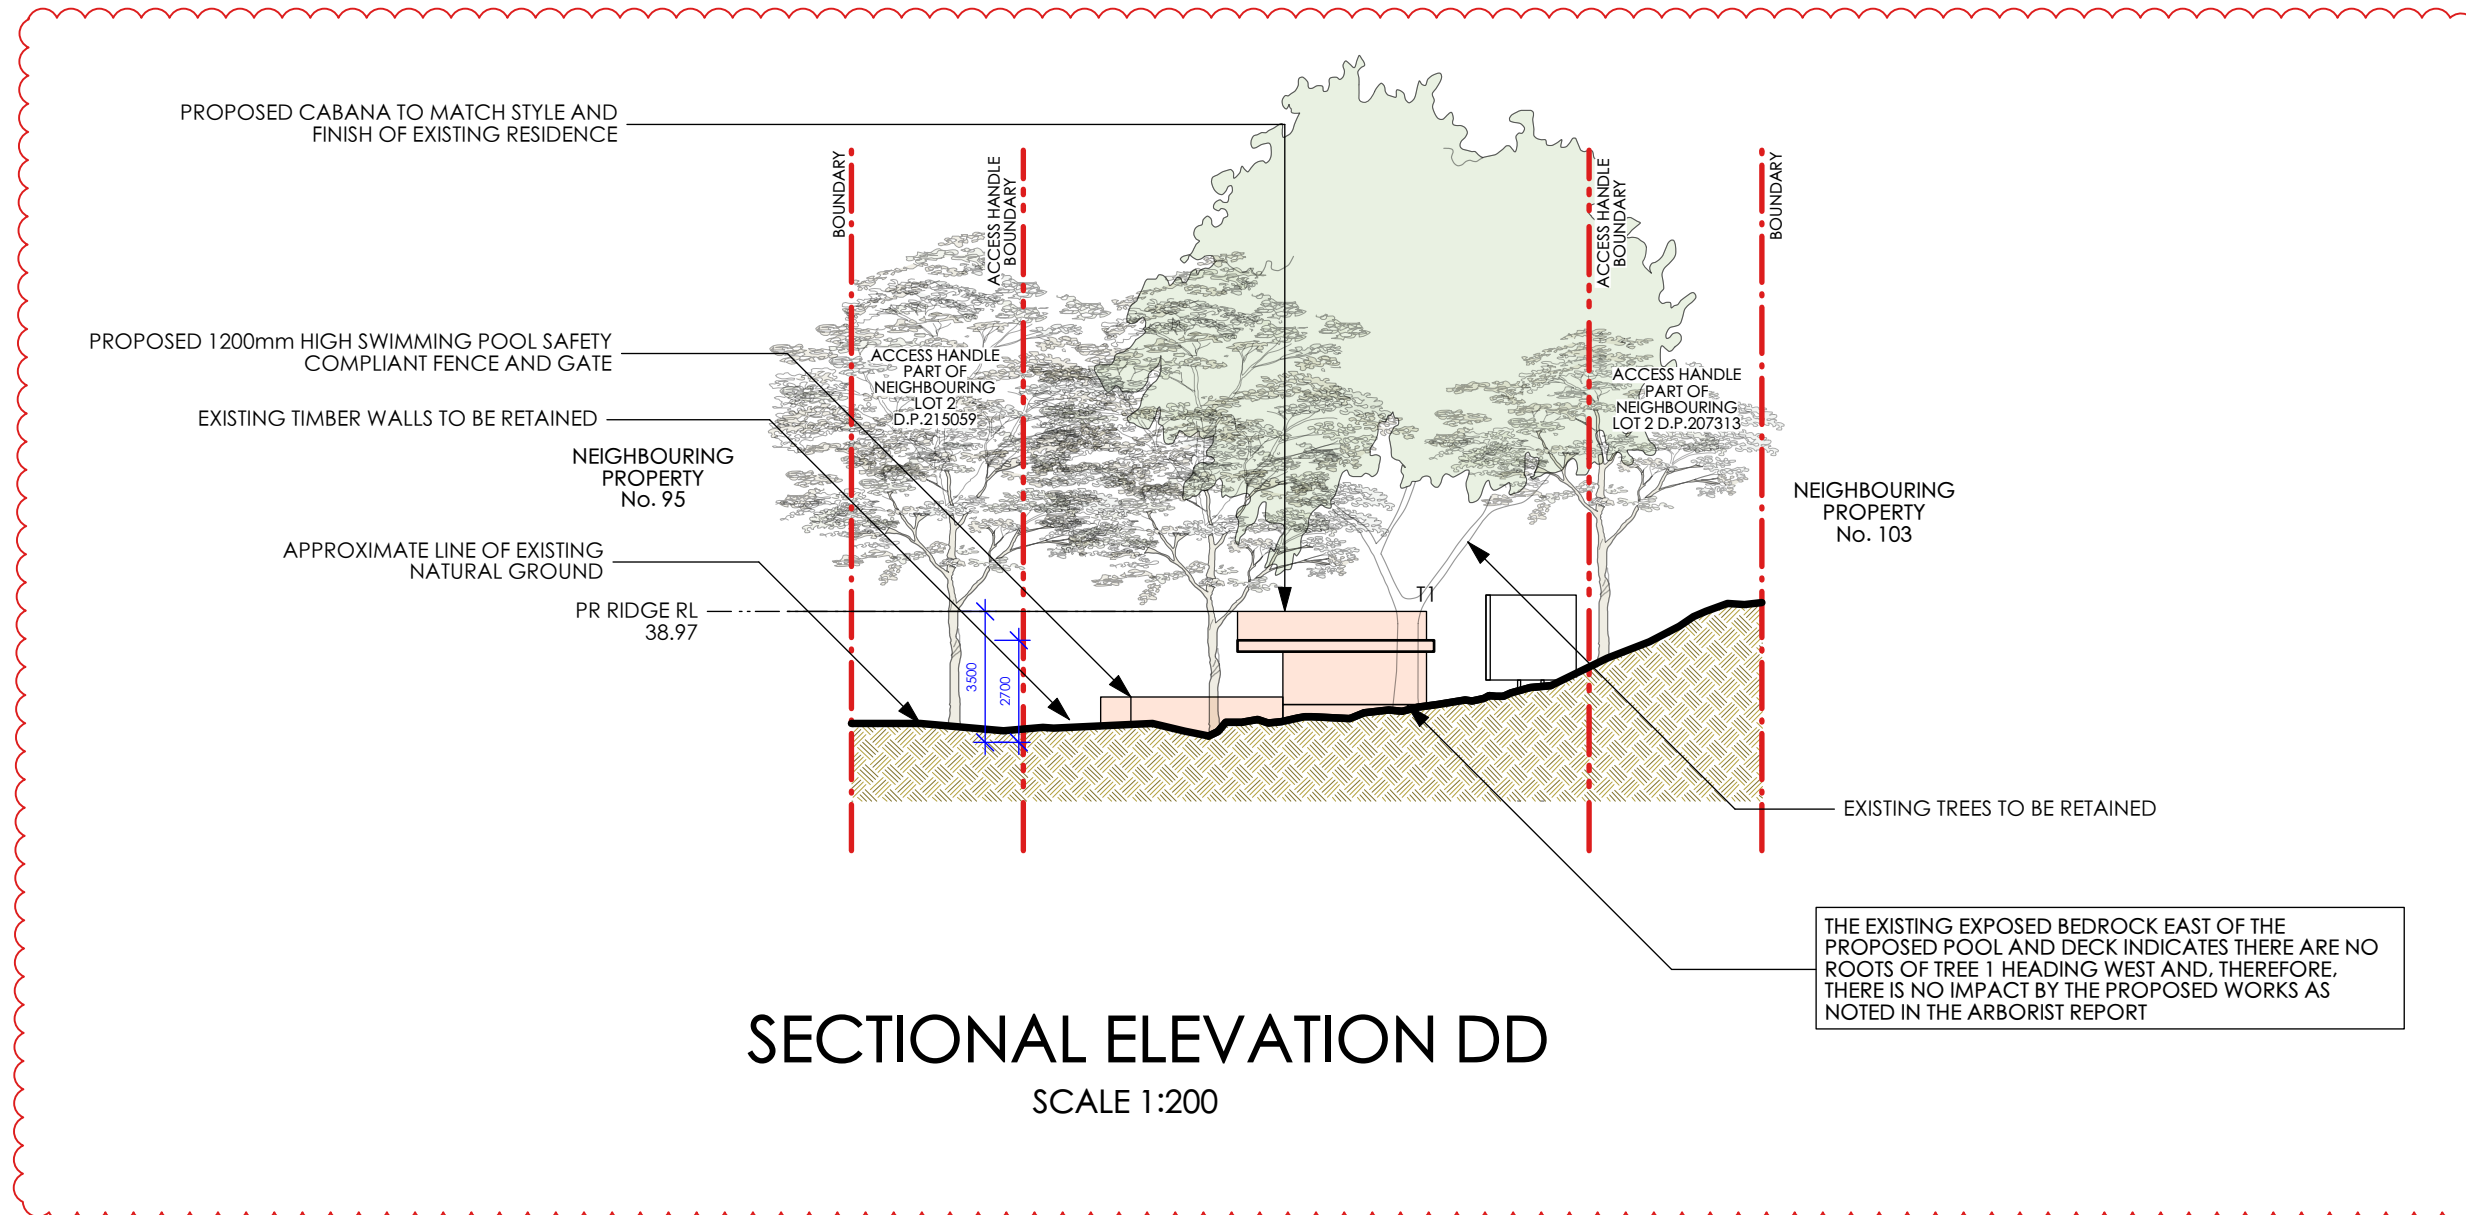 PROPOSED CABANA TO MATCH STYLE AND
FINISH OF EXISTING RESIDENCE
BOUNDARY
ACCESS HANDLE
BOUNDARY
ACCESS HANDLE
BOUNDARY
BOUNDARY
PROPOSED 1200mm HIGH SWIMMING POOL SAFETY
COMPLIANT FENCE AND GATE
ACCESS HANDLE
PART OF
NEIGHBOURING
LOT 2
D.P.215059
ACCESS HANDLE
PART OF
NEIGHBOURING
LOT 2 D.P.207313
EXISTING TIMBER WALLS TO BE RETAINED
NEIGHBOURING
PROPERTY
No. 95
NEIGHBOURING
PROPERTY
No. 103
APPROXIMATE LINE OF EXISTING
NATURAL GROUND
PR RIDGE RL
38.97
T1
3500
2700
EXISTING TREES TO BE RETAINED
THE EXISTING EXPOSED BEDROCK EAST OF THE
PROPOSED POOL AND DECK INDICATES THERE ARE NO
ROOTS OF TREE 1 HEADING WEST AND, THEREFORE,
THERE IS NO IMPACT BY THE PROPOSED WORKS AS
NOTED IN THE ARBORIST REPORT
SECTIONAL ELEVATION DD
SCALE 1:200